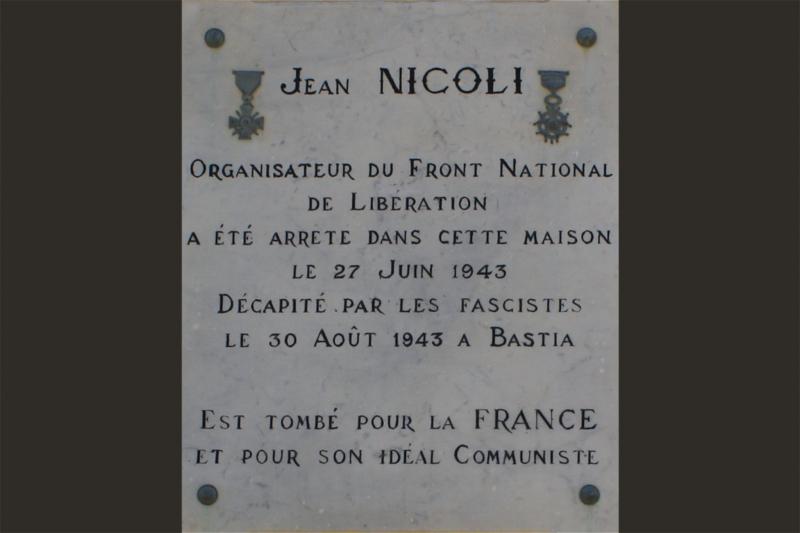 Jean NICOLI
Organisateur du Front National
de Libération
a été arrete dans cette maison
le 27 Juin 1943
Décapité par les fascistes
le 30 Août 1943 a Bastia
Est tombé pour la FRANCE
et pour son idéal Communiste